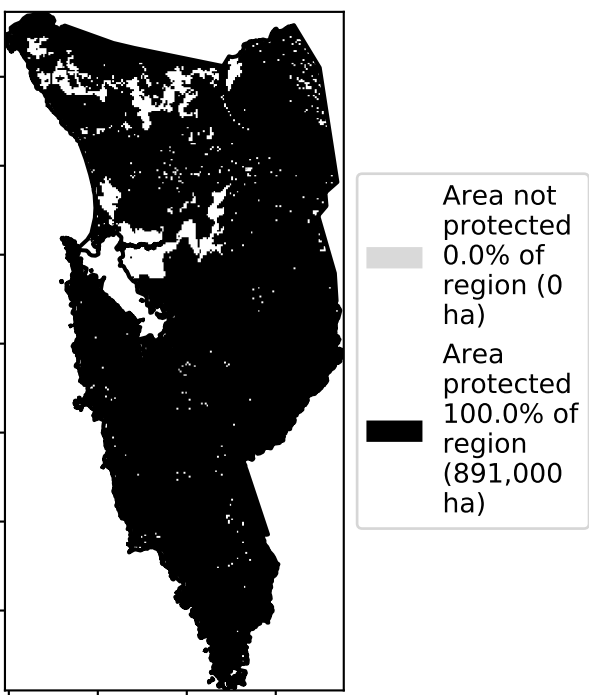 Area not
protected
0.0% of
region (0
ha)
Area
protected
100.0% of
region
(891,000
ha)